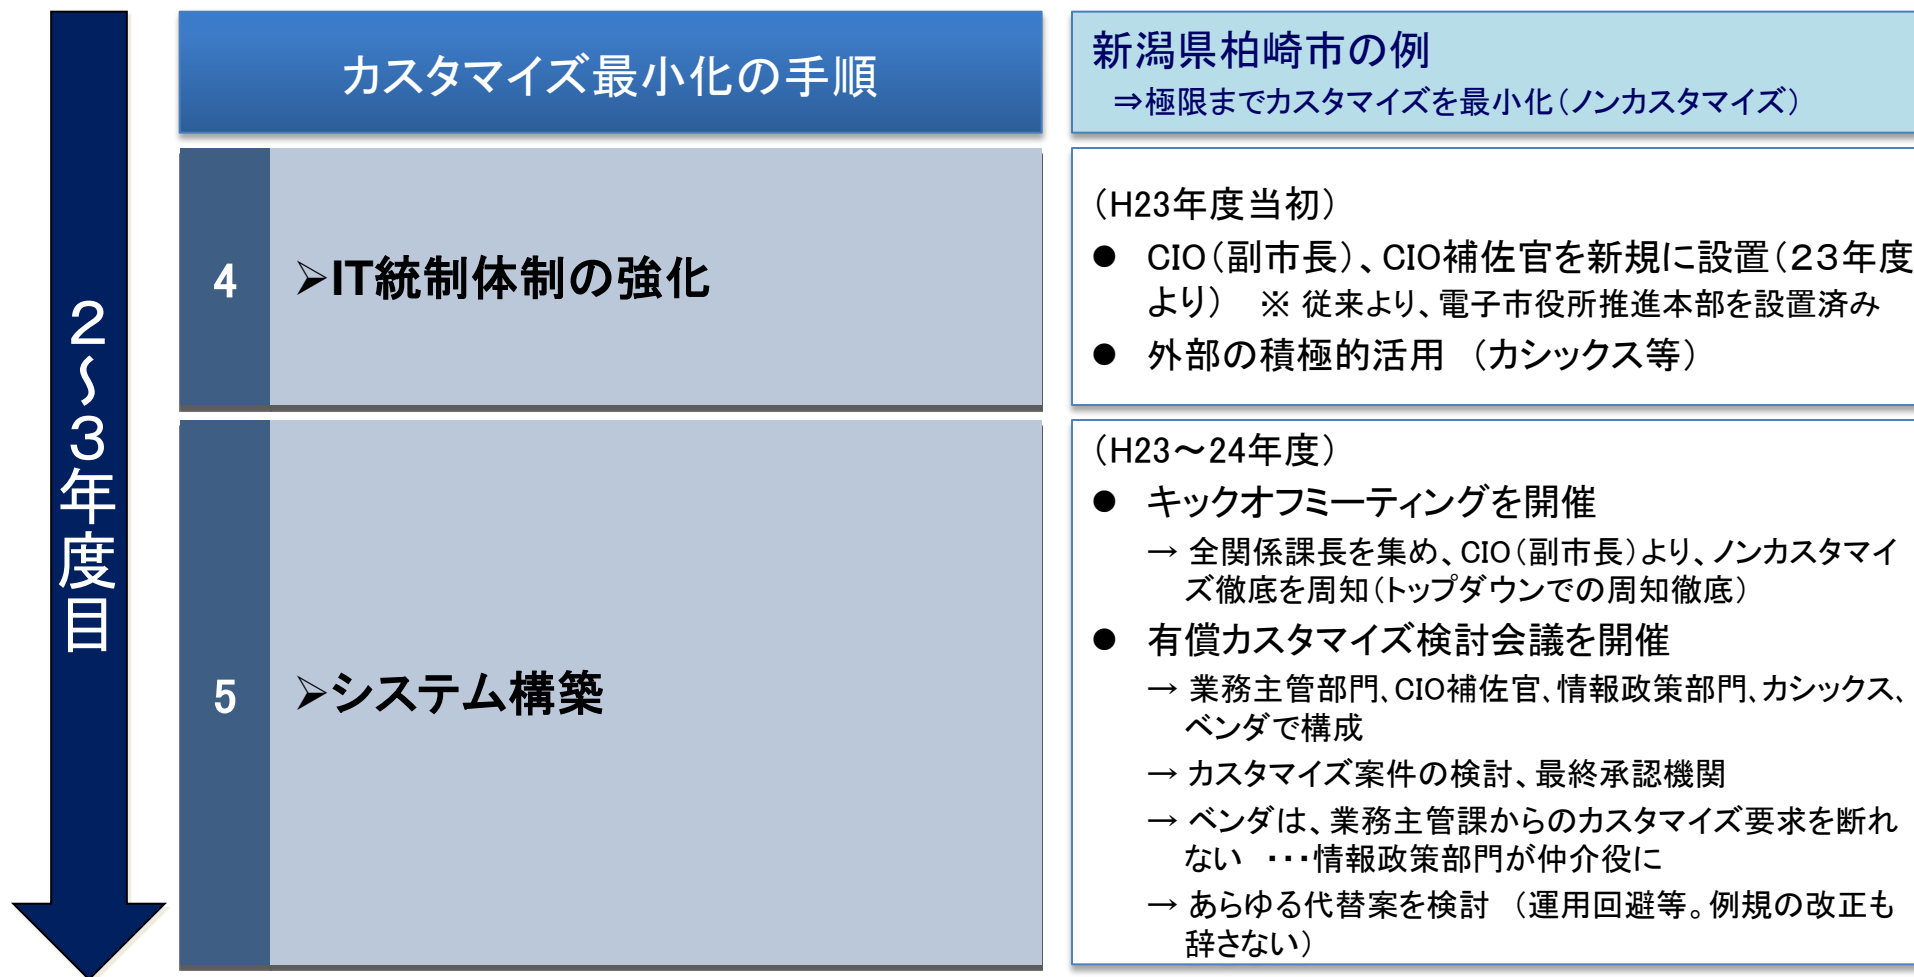 ２～３年度目
カスタマイズ最小化の手順
新潟県柏崎市の例
⇒極限までカスタマイズを最小化（ノンカスタマイズ）
4
➢IT統制体制の強化
（H23年度当初）
● CIO（副市長）、CIO補佐官を新規に設置（２３年度
より）　※ 従来より、電子市役所推進本部を設置済み
● 外部の積極的活用　（カシックス等）
5
➢システム構築
（H23～24年度）
● キックオフミーティングを開催
→ 全関係課長を集め、CIO（副市長）より、ノンカスタマイ
ズ徹底を周知（トップダウンでの周知徹底）
● 有償カスタマイズ検討会議を開催
→ 業務主管部門、CIO補佐官、情報政策部門、カシックス、
ベンダで構成
→ カスタマイズ案件の検討、最終承認機関
→ ベンダは、業務主管課からのカスタマイズ要求を断れ
ない　・・・情報政策部門が仲介役に
→ あらゆる代替案を検討　（運用回避等。例規の改正も
辞さない）